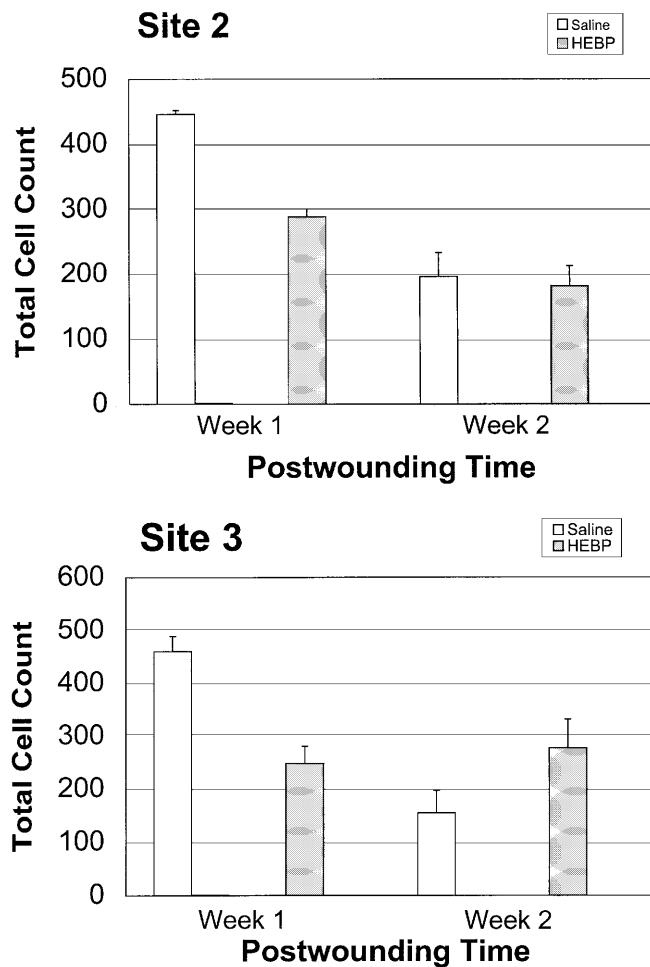 Site 2
Saline
HEBP
500
400
300
200
100
0
Total Cell Count
Week 1 Week 2
Postwounding Time
Site 3
Saline
HEBP
600
500
400
300
200
100
0
Total Cell Count
Week 1 Week 2
Postwounding Time